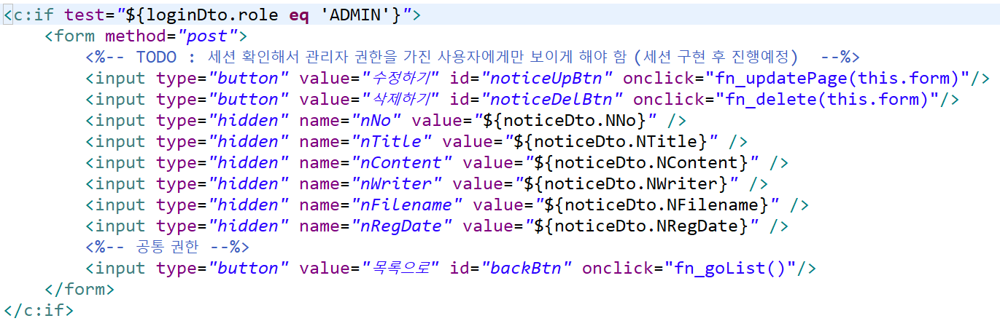 <c:if test="${loginDto.role eq 'ADMIN'}">
<form method="post">
<%-- TODO : 세션 확인해서 관리자 권한을 가진 사용자에게만 보이게 해야 함 (세션 구현 후 진행예정) --%>
<input type="button" value="수정하기" id="noticeUpBtn" onclick="fn_updatePage(this.form)"/>
<input type="button" value="삭제하기" id="noticeDelBtn" onclick="fn_delete(this.form)"/>
<input type="hidden" name="nNo" value="${noticeDto.NNo}" />
<input type="hidden" name="nTitle" value="${noticeDto.NTitle}" />
<input type="hidden" name="nContent" value="${noticeDto.NContent}" />
<input type="hidden" name="nWriter" value="${noticeDto.NWriter}" />
<input type="hidden" name="nFilename" value="${noticeDto.NFilename}" />
<input type="hidden" name="nRegDate" value="${noticeDto.NRegDate}" />
<%-- 공통 권한 --%>
<input type="button" value="목록으로" id="backBtn" onclick="fn_goList()"/>
</form>
</c:if>